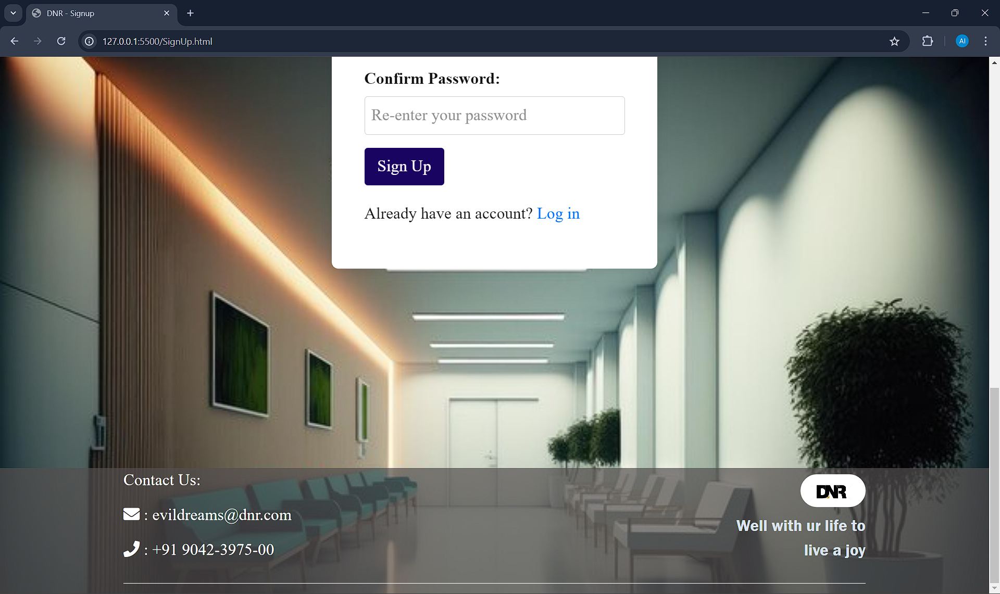 DNR - Signup
127.0.0.1:5500/SignUp.html
AI
Confirm Password:
Re-enter your password
Sign Up
Already have an account? Log in
Contact Us:
: evildreams@dnr.com
: +91 9042-3975-00
DNR
Well with ur life to
live a joy